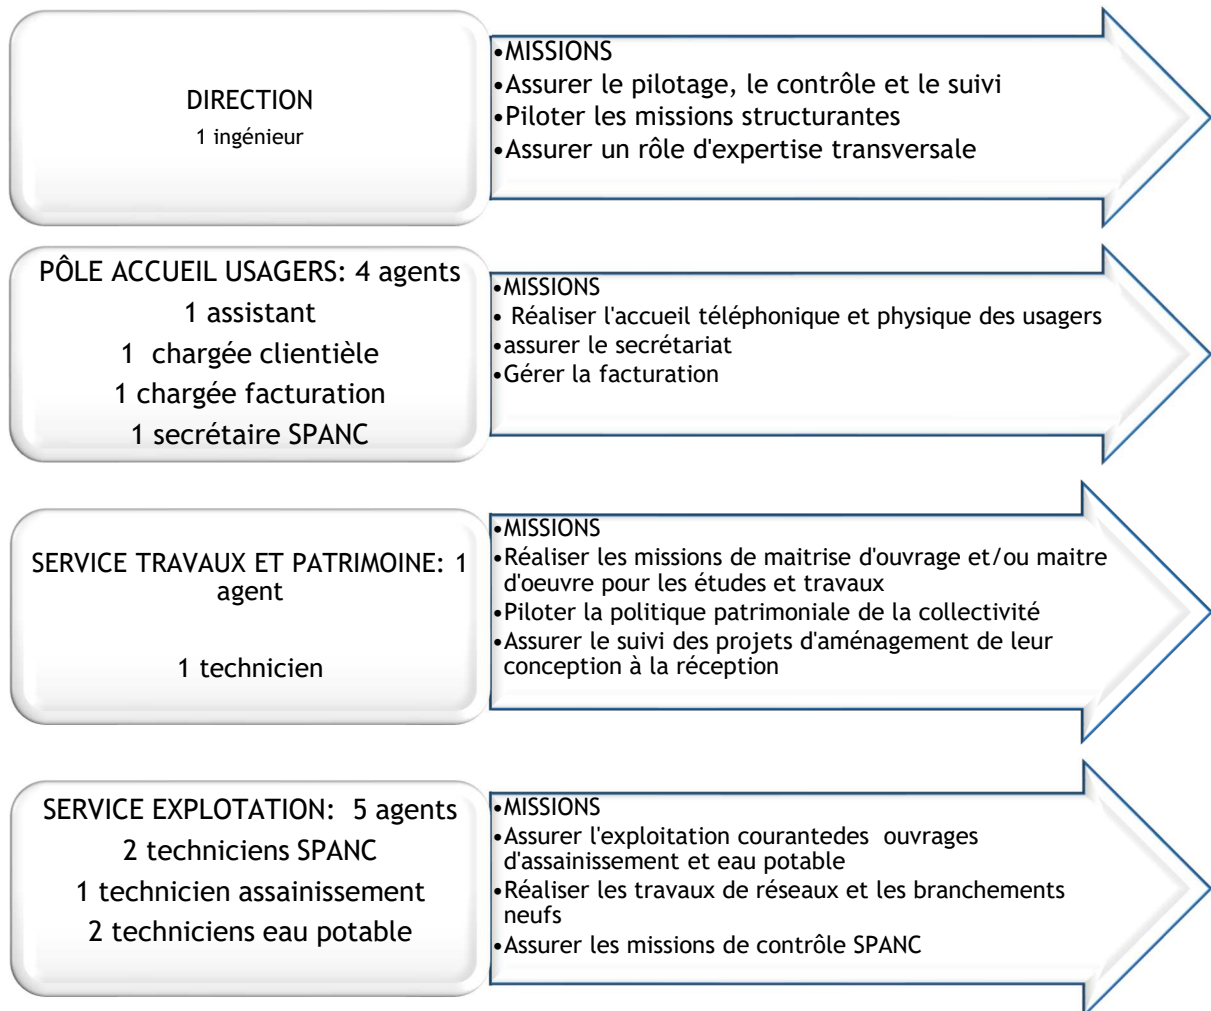 DIRECTION
1 ingénieur
•MISSIONS
•Assurer le pilotage, le contrôle et le suivi
•Piloter les missions structurantes
•Assurer un rôle d'expertise transversale
PÔLE ACCUEIL USAGERS: 4 agents
1 assistant
1 chargée clientèle
1 chargée facturation
1 secrétaire SPANC
•MISSIONS
• Réaliser l'accueil téléphonique et physique des usagers
•assurer le secrétariat
•Gérer la facturation
SERVICE TRAVAUX ET PATRIMOINE: 1
agent
1 technicien
•MISSIONS
•Réaliser les missions de maitrise d'ouvrage et/ou maitre
d'oeuvre pour les études et travaux
•Piloter la politique patrimoniale de la collectivité
•Assurer le suivi des projets d'aménagement de leur
conception à la réception
SERVICE EXPLOTATION: 5 agents
2 techniciens SPANC
1 technicien assainissement
2 techniciens eau potable
•MISSIONS
•Assurer l'exploitation courantedes ouvrages
d'assainissement et eau potable
•Réaliser les travaux de réseaux et les branchements
neufs
•Assurer les missions de contrôle SPANC